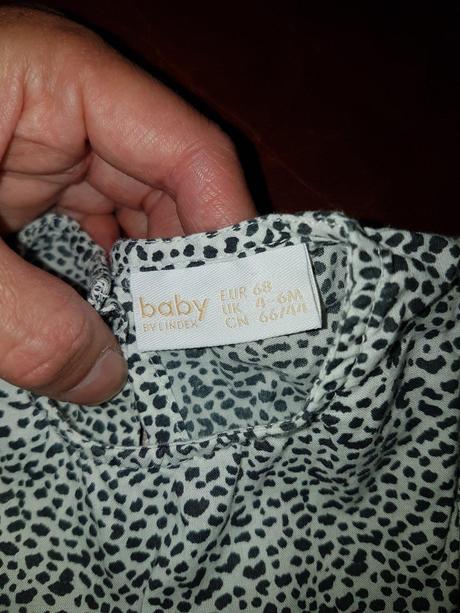 baby
BY LINDEX
EUR 68
UK 4-6M
CN 66/44